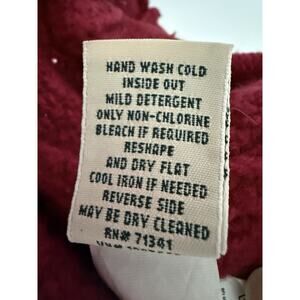 HAND WASH COLD
INSIDE OUT
MILD DETERGENT
ONLY NON-CHLORINE
BLEACH IF REQUIRED
RESHAPE
AND DRY FLAT
COOL IRON IF NEEDED
REVERSE SIDE
MAY BE DRY CLEANED
RN# 71341